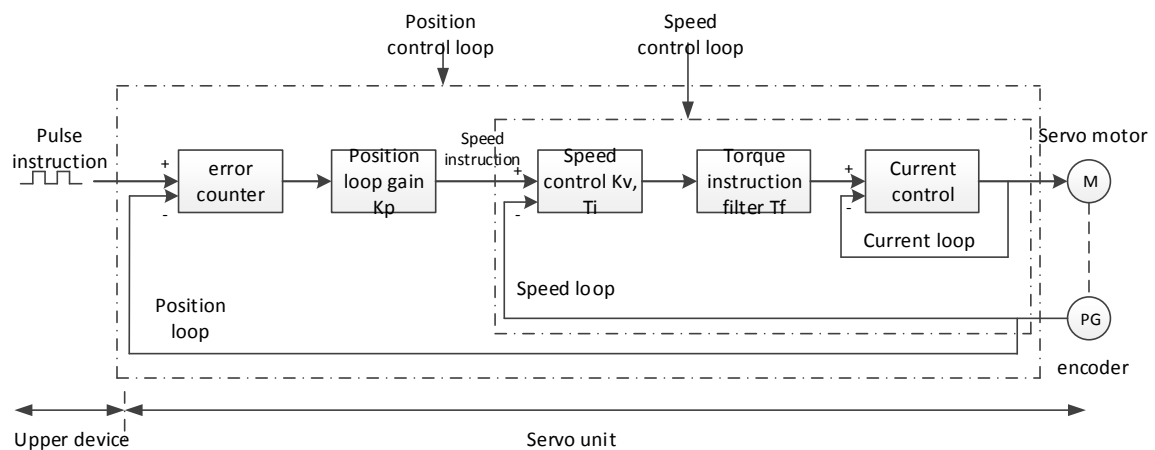 Position
control loop
Speed
control loop
Pulse
instruction
+
-
error
counter
Position
loop gain
Kp
Speed
instruction
+
-
Speed
control Kv,
Ti
Torque
instruction
filter Tf
+
-
Current
control
Servo motor
M
Current loop
Speed loop
Position
loop
PG
encoder
Upper device
Servo unit